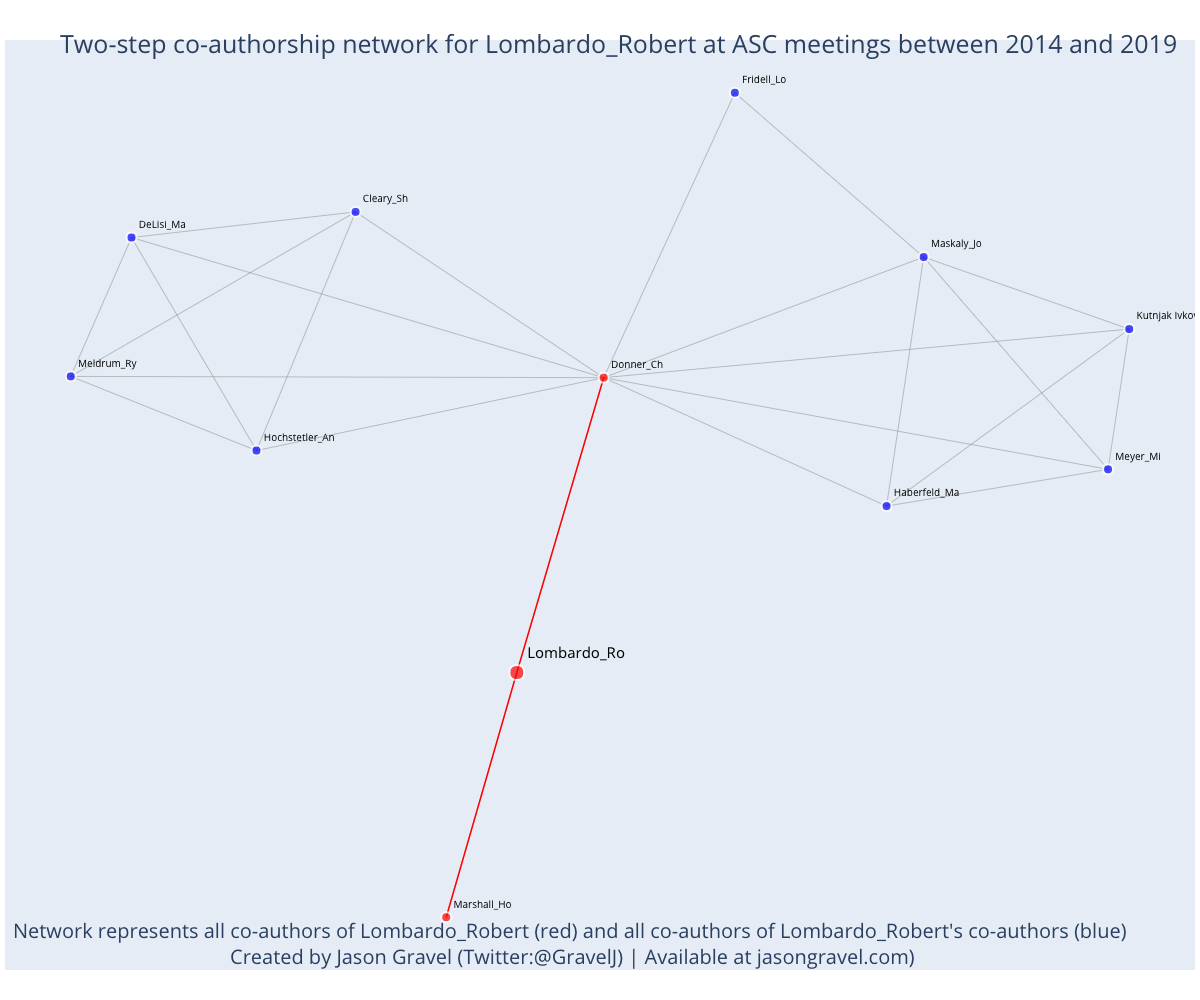 Two-step co-authorship network for Lombardo_Robert at ASC meetings between 2014 and 2019
Fridell_Lo
Cleary_Sh
DeLisi_Ma
Maskaly_Jo
Kutnjak Ivkov
Meldrum_Ry
Donner_Ch
Hochstetler_An
Meyer_Mi
Haberfeld_Ma
Lombardo_Ro
Marshall_Ho
Network represents all co-authors of Lombardo_Robert (red) and all co-authors of Lombardo_Robert's co-authors (blue)
Created by Jason Gravel (Twitter:@GravelJ) | Available at jasongravel.com)